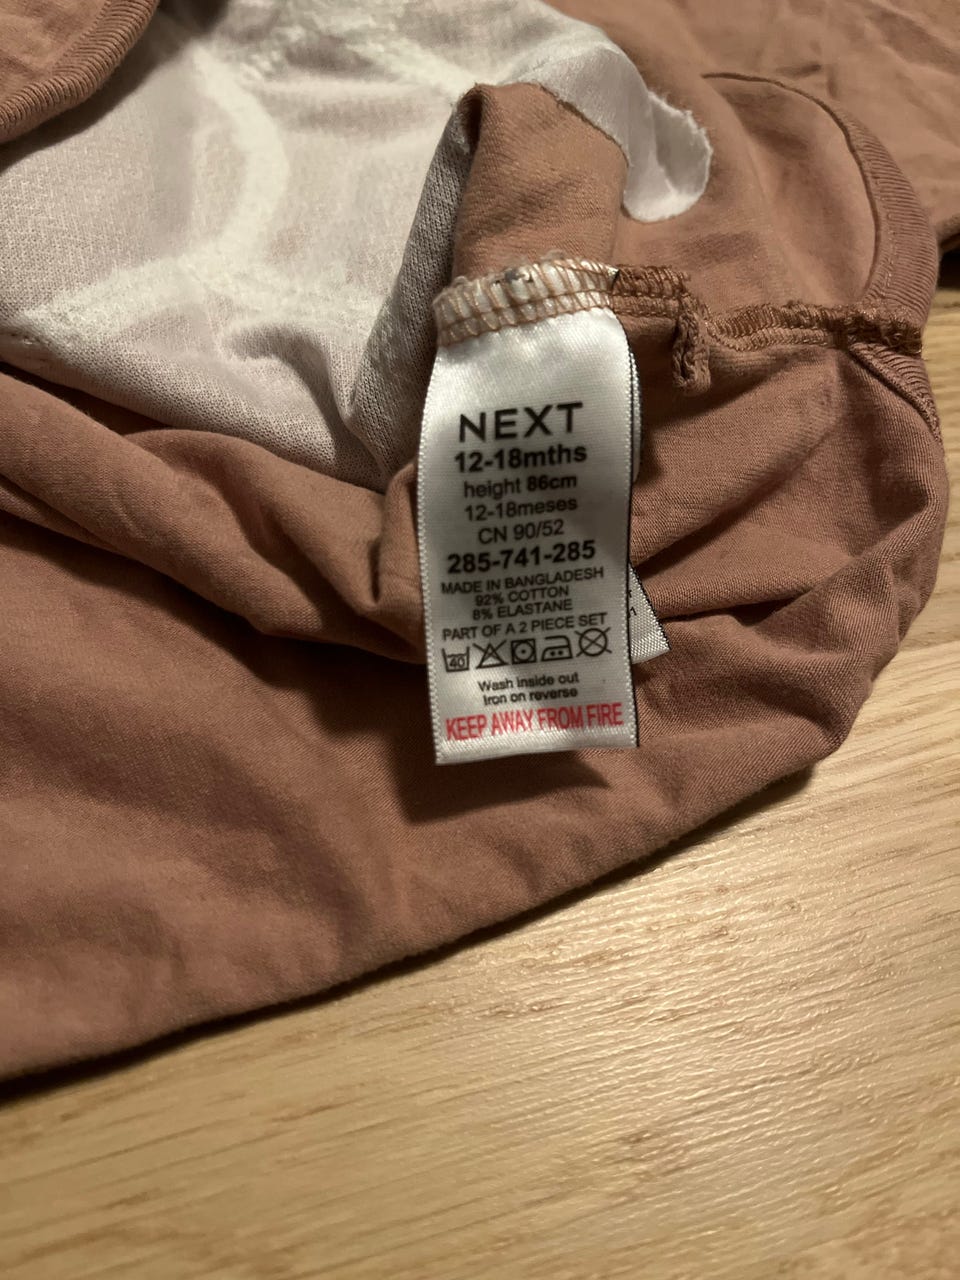 NEXT
12-18mths
height 86cm
12-18meses
CN 90/52
285-741-285
MADE IN BANGLADESH
92% COTTON
8% ELASTANE
PART OF A 2 PIECE SET
40
Wash inside out
Iron on reverse
KEEP AWAY FROM FIRE